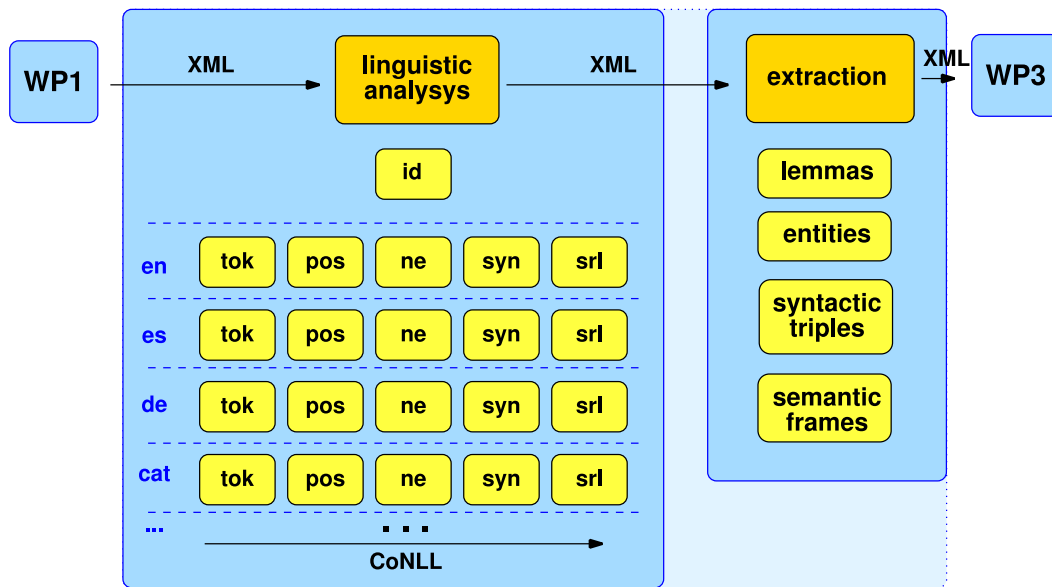 WP1
XML
linguistic
analysys
XML
extraction
XML
WP3
id
lemmas
entities
syntactic
triples
semantic
frames
en
tok
pos
ne
syn
srl
es
tok
pos
ne
syn
srl
de
tok
pos
ne
syn
srl
cat
tok
pos
ne
syn
srl
...
...
CoNLL